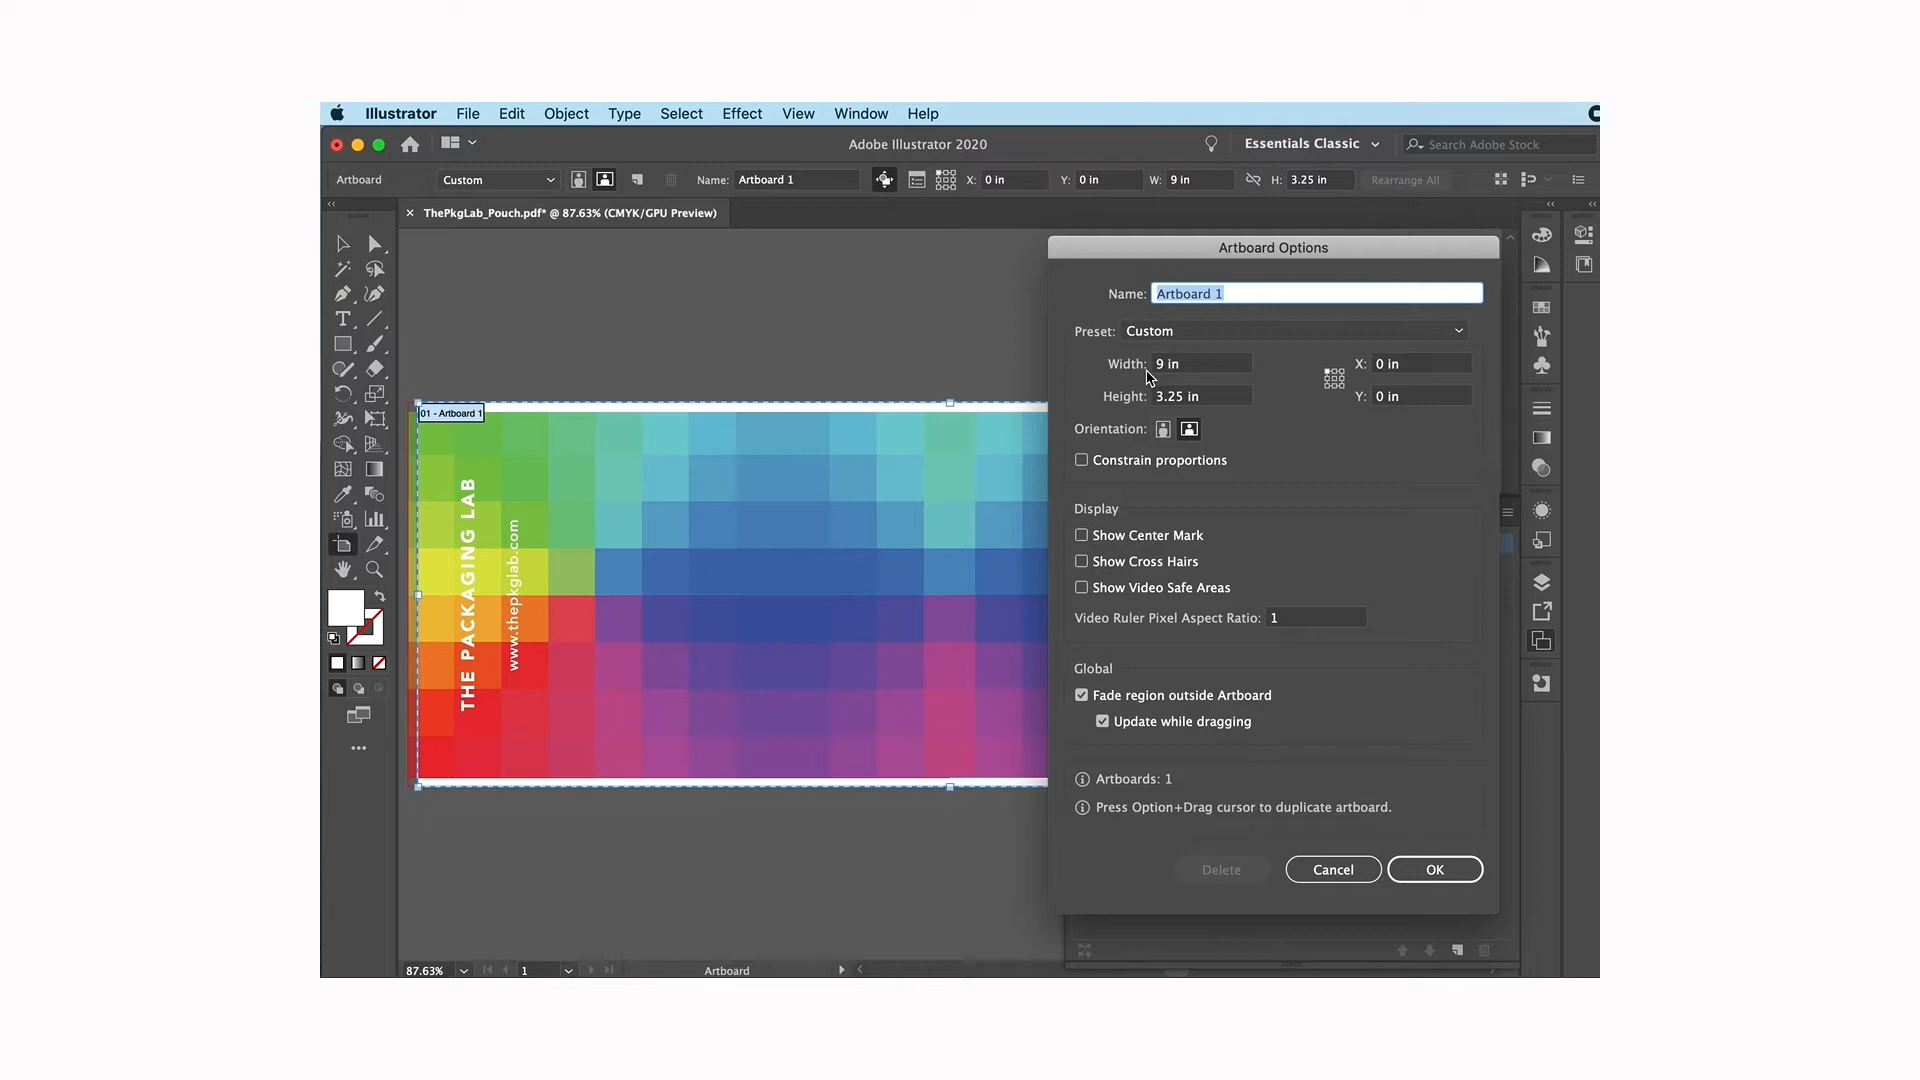 Illustrator File Edit Object Type Select Effect View Window Help
Adobe Illustrator 2020
Essentials Classic
Search Adobe Stock
Artboard
Custom
Name: Artboard 1
X: 0 in
Y: 0 in
W: 9 in
H: 3.25 in
Rearrange All
ThePkgLab_Pouch.pdf* @ 87.63% (CMYK/GPU Preview)
01 - Artboard 1
THE PACKAGING LAB
www.thepkglab.com
Artboard Options
Name: Artboard 1
Preset: Custom
Width: 9 in
X: 0 in
Height: 3.25 in
Y: 0 in
Orientation:
Constrain proportions
Display
Show Center Mark
Show Cross Hairs
Show Video Safe Areas
Video Ruler Pixel Aspect Ratio: 1
Global
Fade region outside Artboard
Update while dragging
Artboards: 1
Press Option+Drag cursor to duplicate artboard.
Delete
Cancel
OK
87.63%
1
Artboard